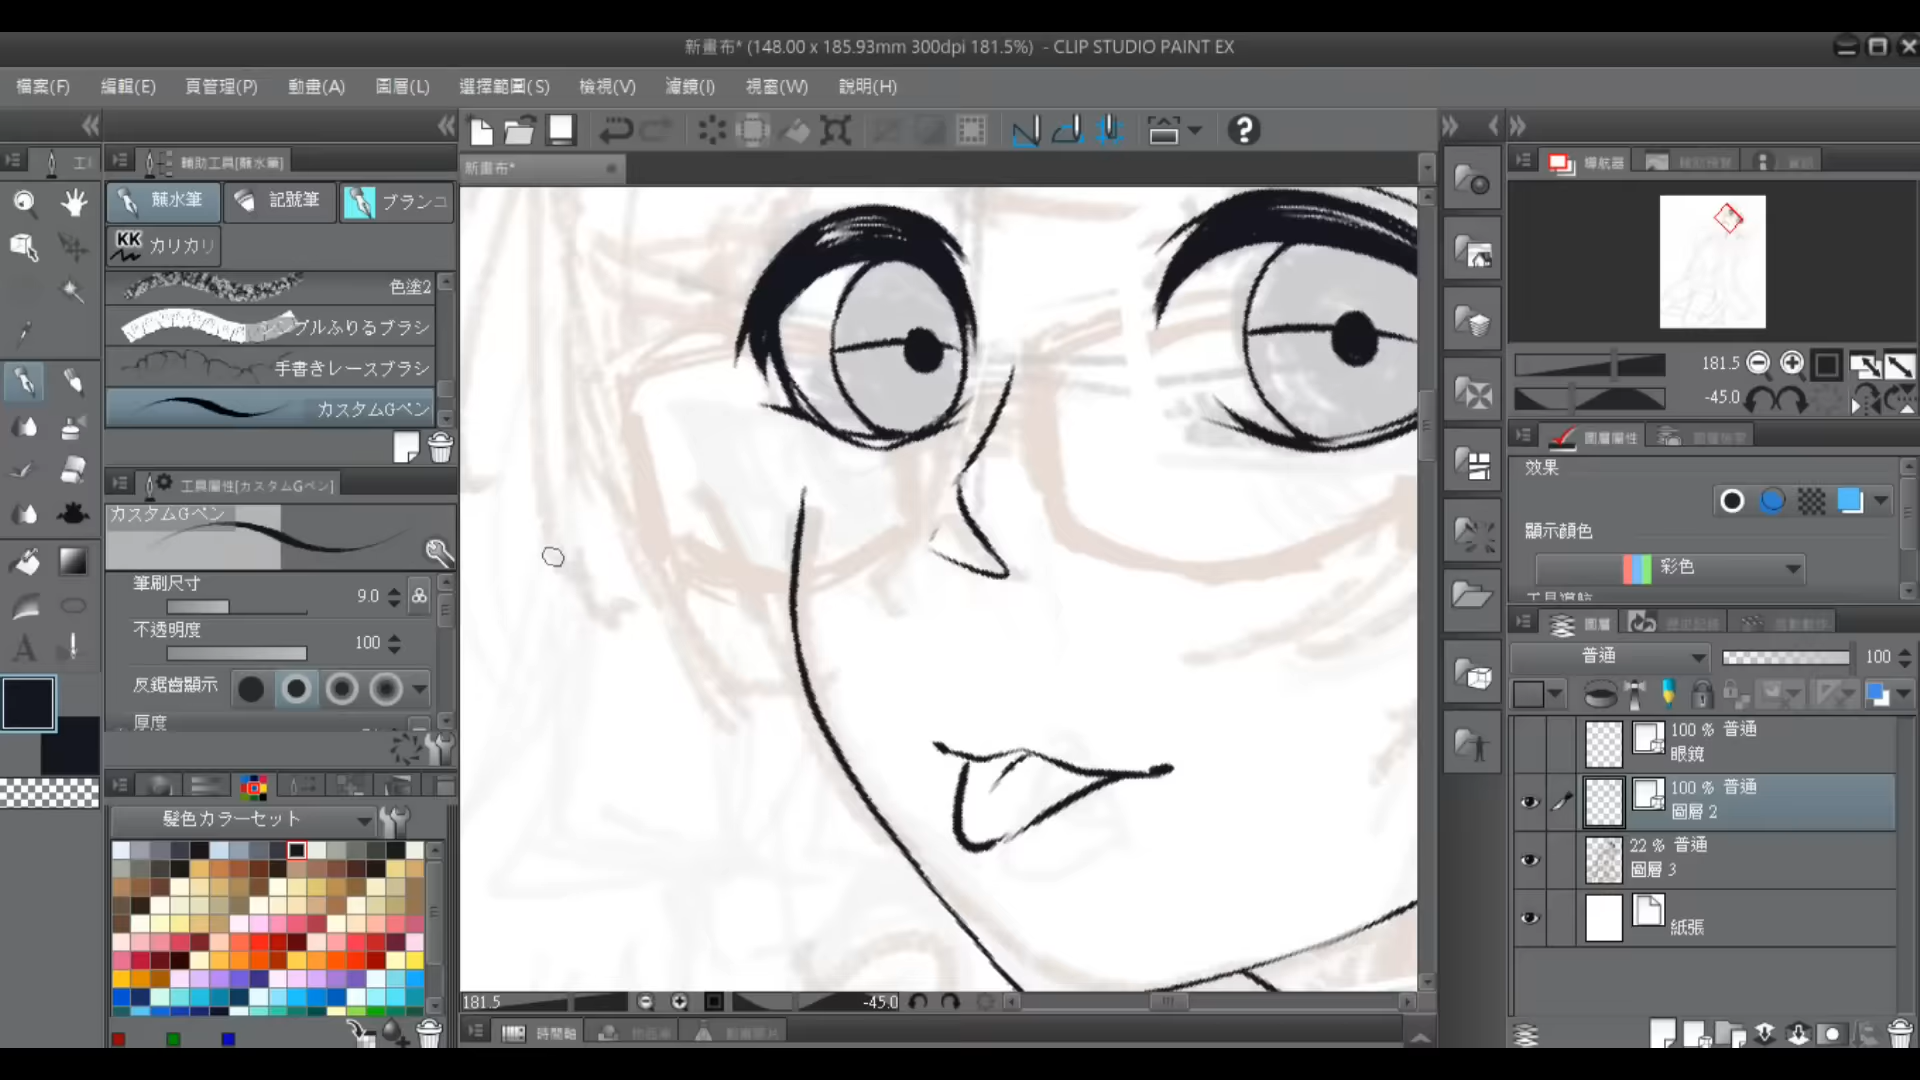 新畫布* (148.00 x 185.93mm 300dpi 181.5%)  - CLIP STUDIO PAINT EX
檔案(F) 編輯(E) 頁管理(P) 動畫(A) 圖層(L) 選擇範圍(S) 檢視(V) 濾鏡(I) 視窗(W) 說明(H)
輔助工具[蘸水筆]
新畫布*
導航器
蘸水筆 記號筆 ブランコ
KK カリカリ
色塗2
プルふりるブラシ
手書きレースブラシ
カスタムGペン
181.5
-45.0
圖層屬性
效果
顯示顏色
彩色
工具屬性[カスタムGペン]
カスタムGペン
筆刷尺寸 9.0
不透明度 100
反鋸齒顯示
厚度
圖層
普通 100
100 % 普通
眼鏡
100 % 普通
圖層 2
22 % 普通
圖層 3
紙張
髮色カラーセット
181.5 -45.0
時間軸